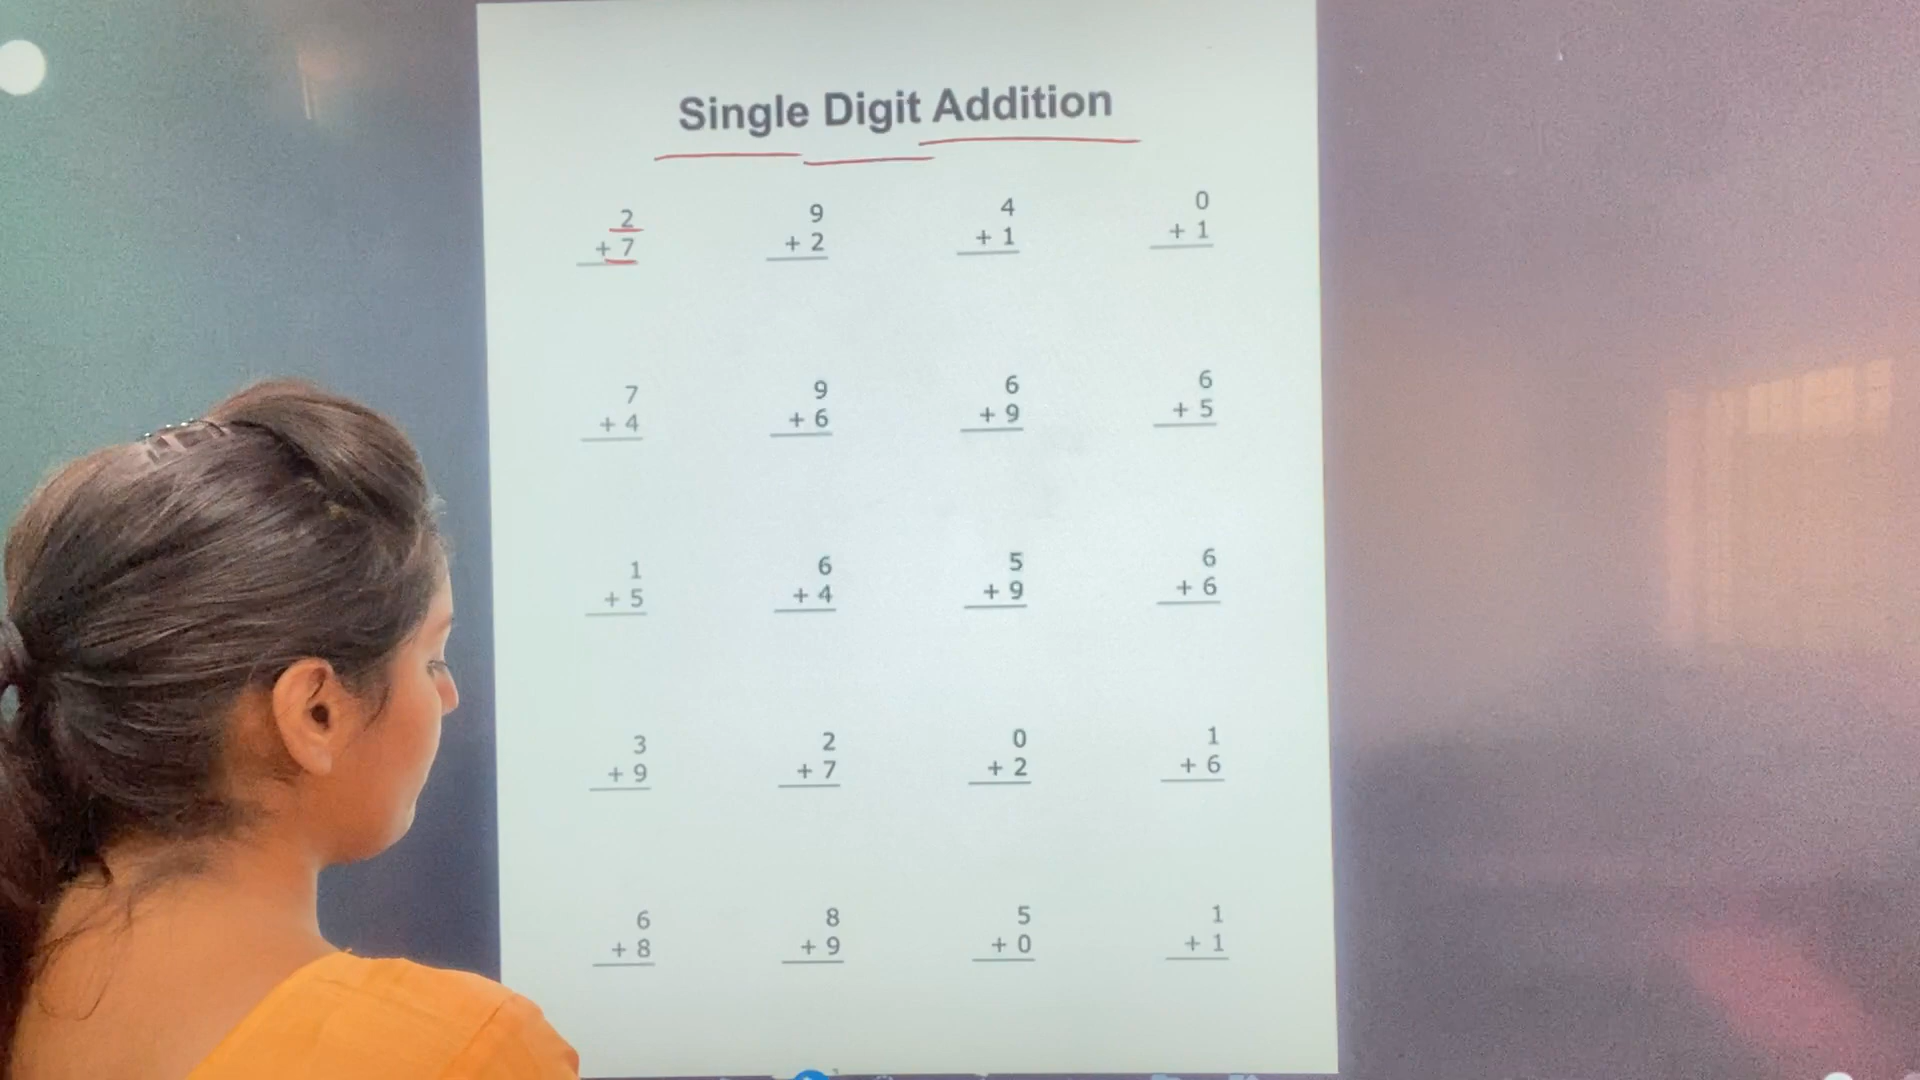 Single Digit Addition
2 9 4 0
+ 7 + 2 + 1 + 1
7 9 6 6
+ 4 + 6 + 9 + 5
1 6 5 6
+ 5 + 4 + 9 + 6
3 2 0 1
+ 9 + 7 + 2 + 6
6 8 5 1
+ 8 + 9 + 0 + 1